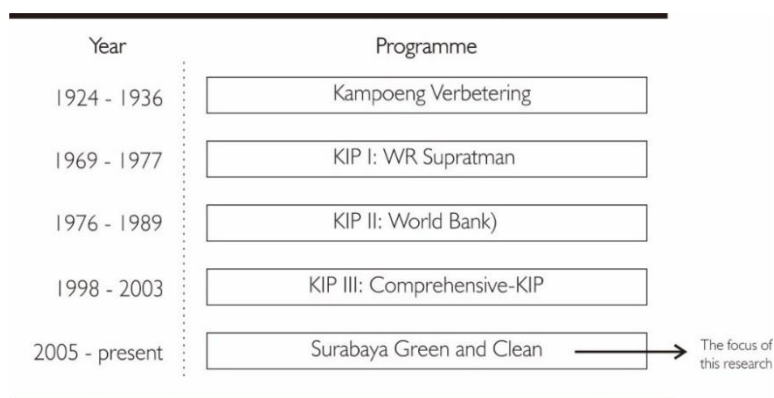 Year Programme
1924 - 1936 Kampoeng Verbetering
1969 - 1977 KIP I: WR Supratman
1976 - 1989 KIP II: World Bank)
1998 - 2003 KIP III: Comprehensive-KIP
2005 - present Surabaya Green and Clean
The focus of
this research